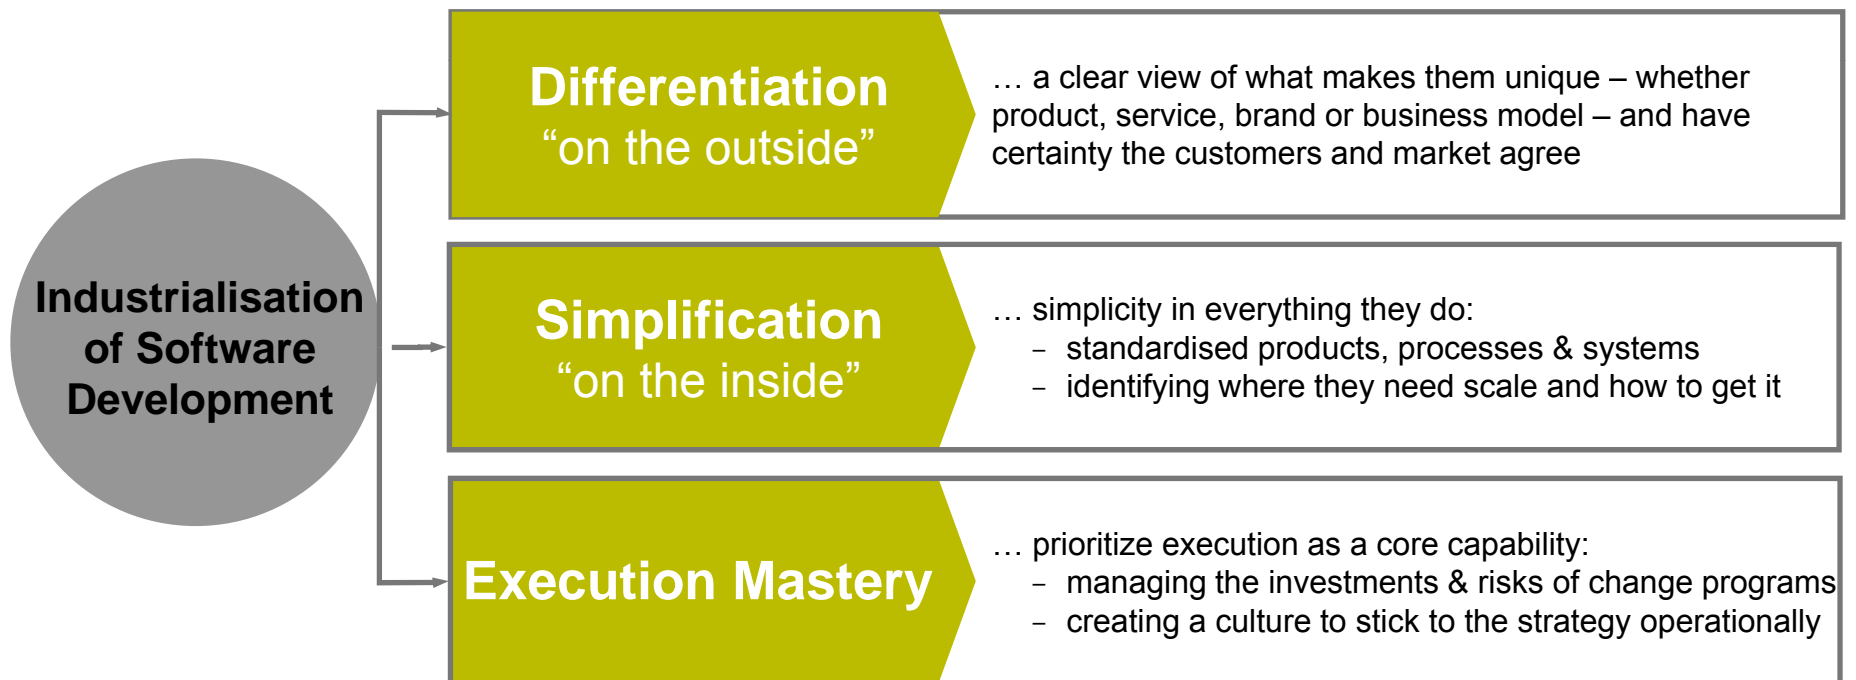 Industrialisation
of Software
Development
Differentiation
“on the outside”
… a clear view of what makes them unique – whether
product, service, brand or business model – and have
certainty the customers and market agree
Simplification
“on the inside”
… simplicity in everything they do:
– standardised products, processes & systems
– identifying where they need scale and how to get it
Execution Mastery
… prioritize execution as a core capability:
– managing the investments & risks of change programs
– creating a culture to stick to the strategy operationally